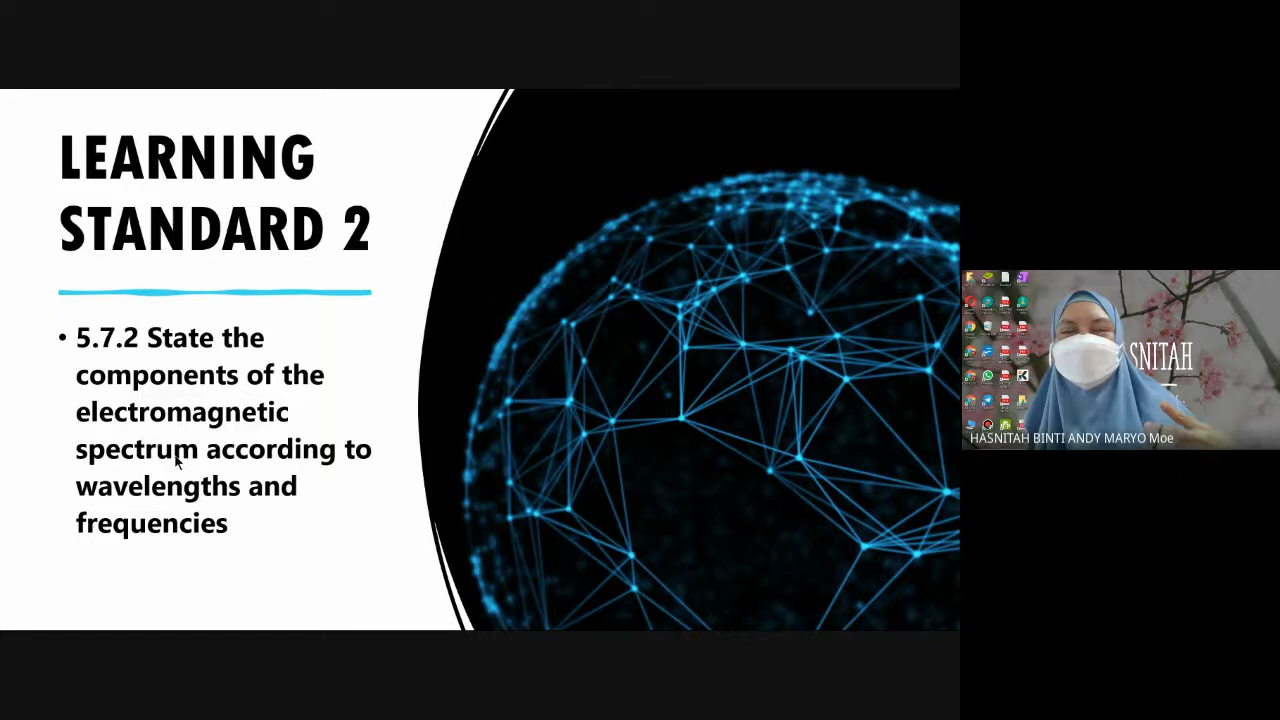 LEARNING
STANDARD 2
• 5.7.2 State the
components of the
electromagnetic
spectrum according to
wavelengths and
frequencies
SNITAH
HASNITAH BINTI ANDY MARYO Moe